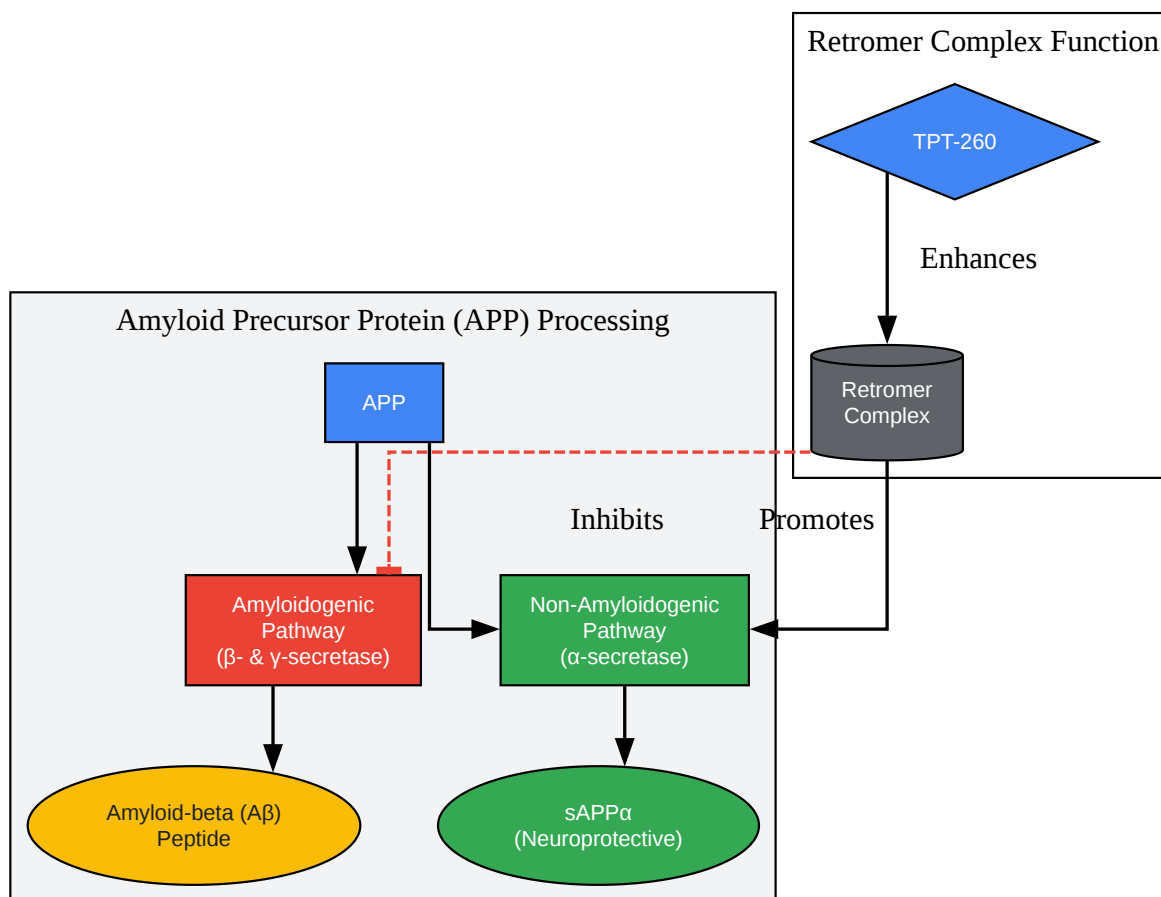 Retromer Complex Function
TPT-260
Enhances
Amyloid Precursor Protein (APP) Processing
APP
Retromer
Complex
Inhibits
Promotes
Amyloidogenic
Pathway
(β- & γ-secretase)
Non-Amyloidogenic
Pathway
(α-secretase)
Amyloid-beta (Aβ)
Peptide
sAPPα
(Neuroprotective)